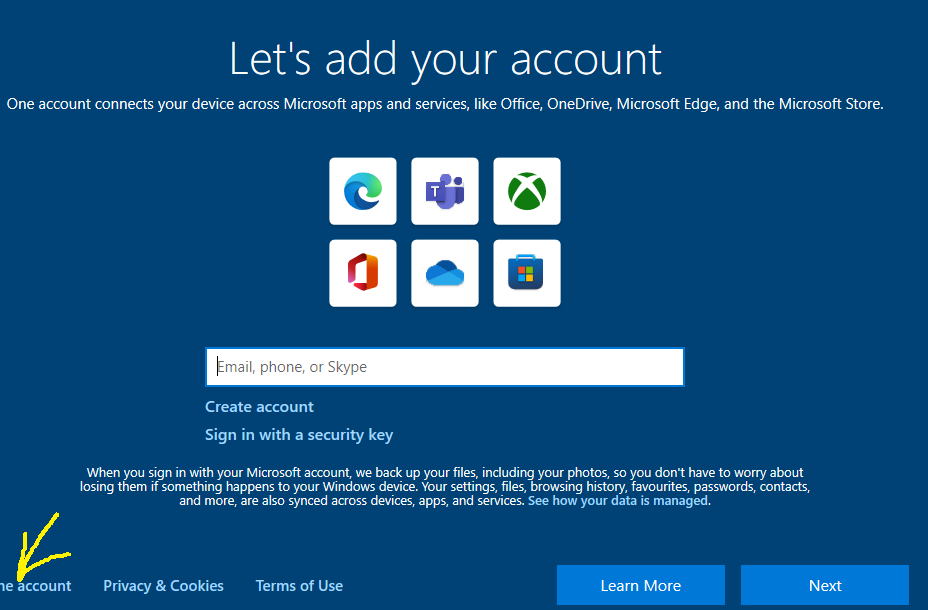 Let's add your account
One account connects your device across Microsoft apps and services, like Office, OneDrive, Microsoft Edge, and the Microsoft Store.
T
Email, phone, or Skype
Create account
Sign in with a security key
When you sign in with your Microsoft account, we back up your files, including your photos, so you don't have to worry about
losing them if something happens to your Windows device. Your settings, files, browsing history, favourites, passwords, contacts,
and more, are also synced across devices, apps, and services. See how your data is managed.
ne account Privacy & Cookies Terms of Use Learn More Next